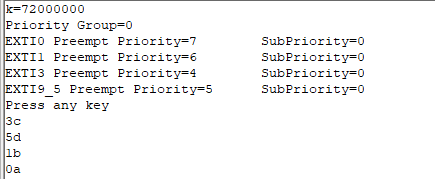 k=72000000
Priority Group=0
EXTI0 Preempt Priority=7 SubPriority=0
EXTI1 Preempt Priority=6 SubPriority=0
EXTI3 Preempt Priority=4 SubPriority=0
EXTI9_5 Preempt Priority=5 SubPriority=0
Press any key
3c
5d
1b
0a